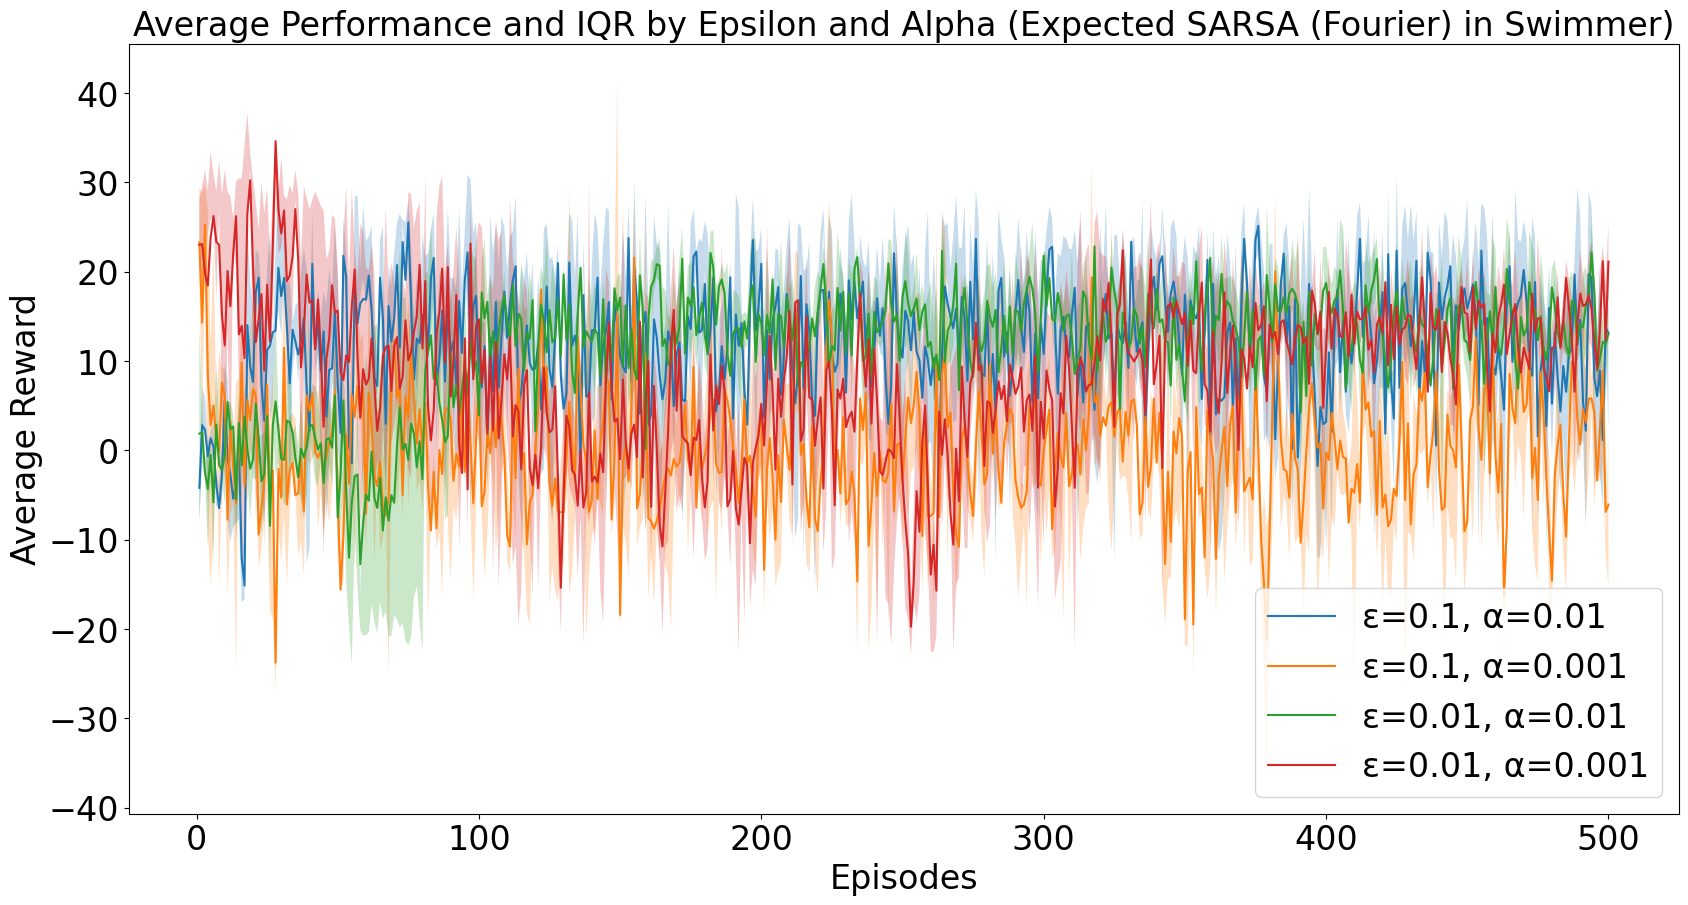 Average Performance and IQR by Epsilon and Alpha (Expected SARSA (Fourier) in Swimmer)
Average Reward
40
30
20
10
0
−10
−20
−30
−40
ε=0.1, α=0.01
ε=0.1, α=0.001
ε=0.01, α=0.01
ε=0.01, α=0.001
0 100 200 300 400 500
Episodes